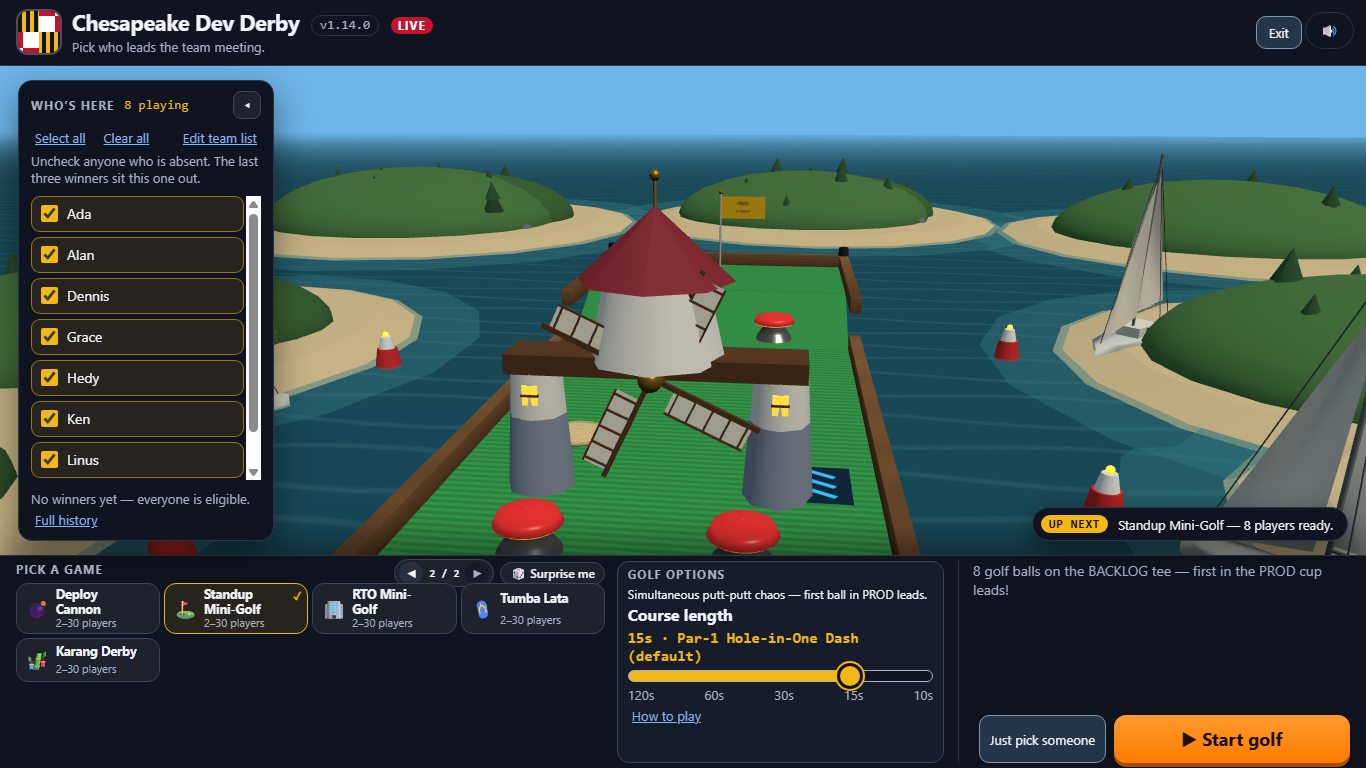 Chesapeake Dev Derby
v1.14.0
LIVE
Pick who leads the team meeting.
Exit
WHO'S HERE
8 playing
Select all
Clear all
Edit team list
Uncheck anyone who is absent. The last
three winners sit this one out.
Ada
Alan
Dennis
Grace
Hedy
Ken
Linus
No winners yet — everyone is eligible.
Full history
PROD
UP NEXT
Standup Mini-Golf — 8 players ready.
PICK A GAME
2 / 2
Surprise me
Deploy
Cannon
2–30 players
Standup
Mini-Golf
2–30 players
RTO Mini-
Golf
2–30 players
Tumba Lata
2–30 players
Karang Derby
2–30 players
GOLF OPTIONS
Simultaneous putt-putt chaos — first ball in PROD leads.
Course length
15s · Par-1 Hole-in-One Dash
(default)
120s
60s
30s
15s
10s
How to play
8 golf balls on the BACKLOG tee — first in the PROD cup
leads!
Just pick someone
Start golf